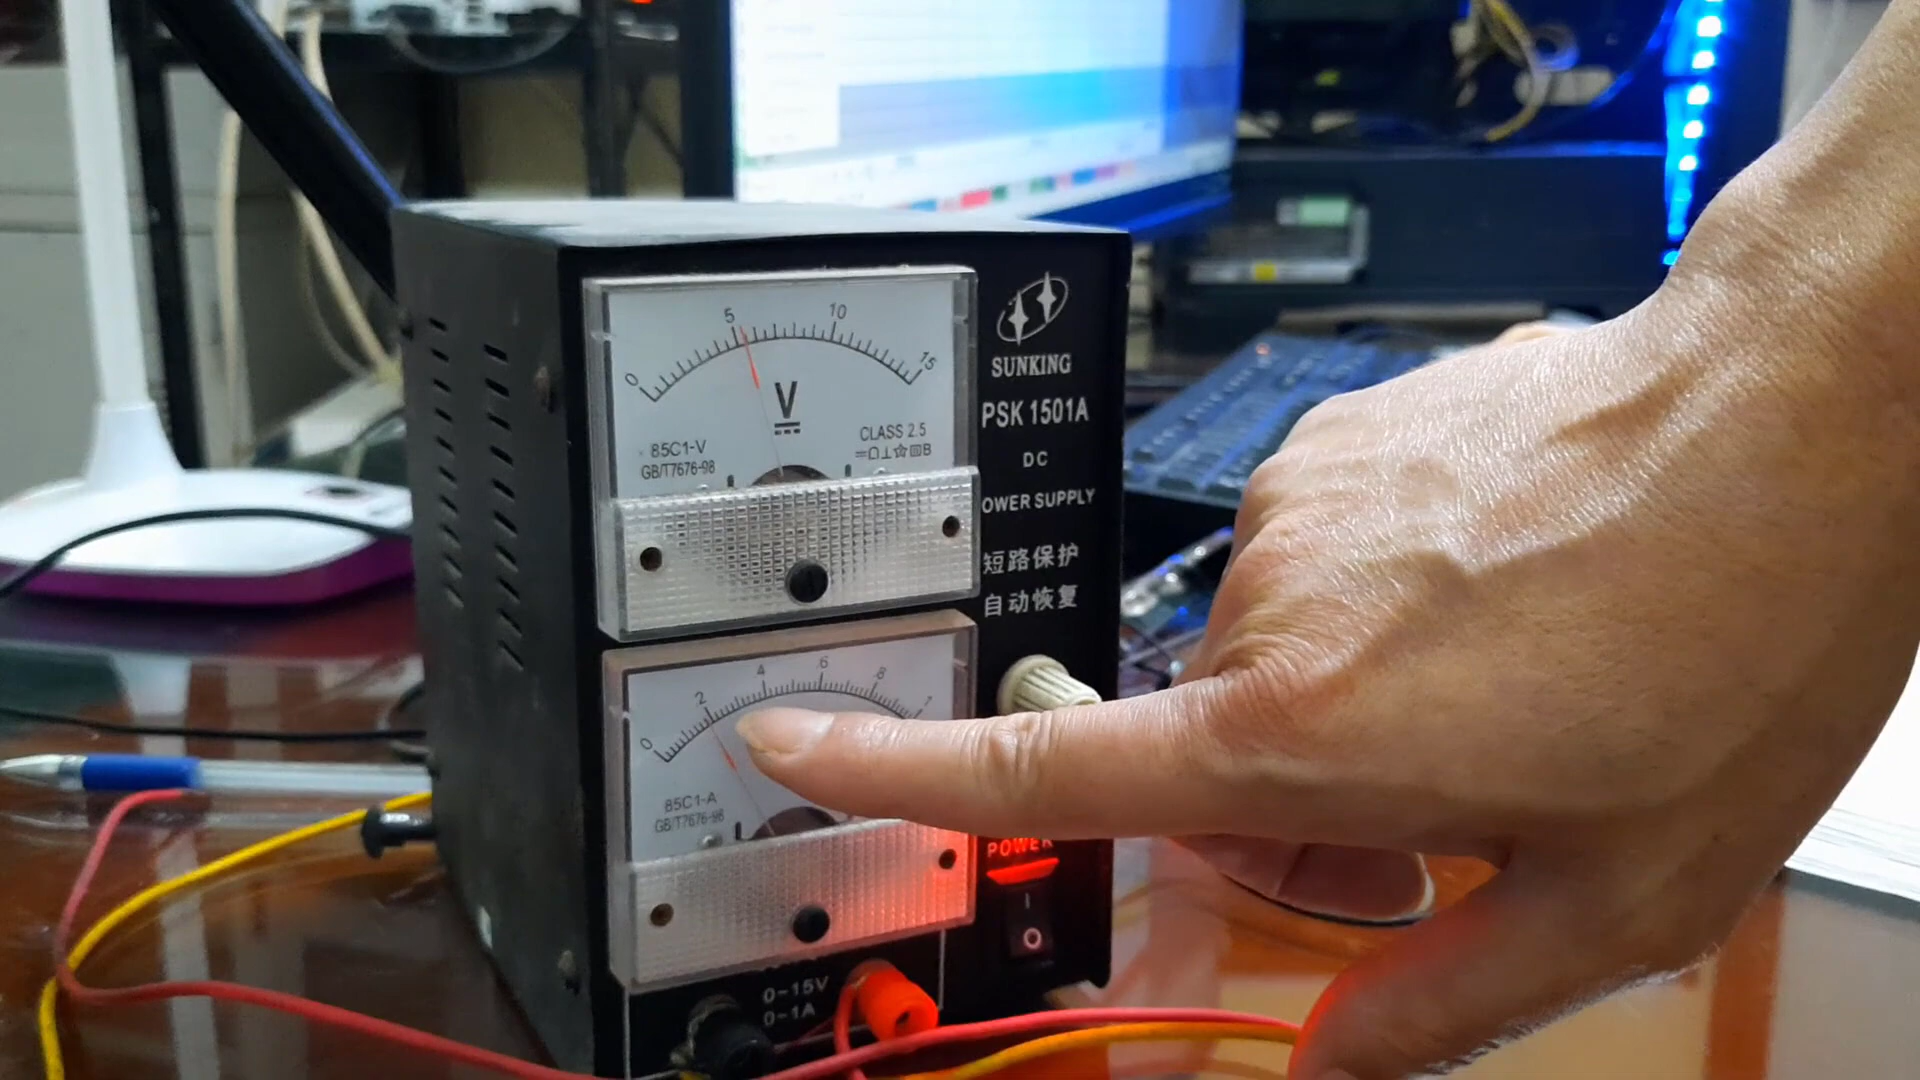 0
5
10
15
V
85C1-V
GB/T7676-98
CLASS 2.5
SUNKING
PSK 1501A
DC
OWER SUPPLY
短路保护
自动恢复
0
.2
.4
.6
.8
1
85C1-A
GB/T7676-98
POWER
I
O
0~15V
0~1A